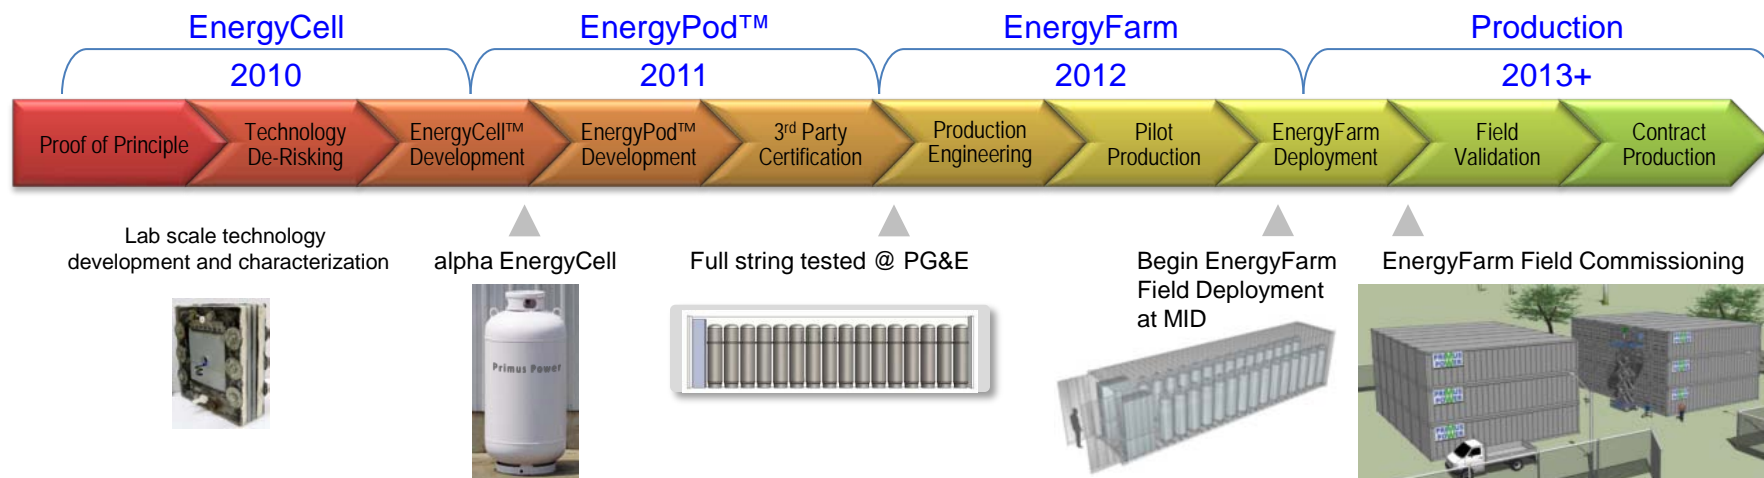 EnergyCell
EnergyPod™
EnergyFarm
Production
2010
2011
2012
2013+
Proof of Principle
Technology
De-Risking
EnergyCell™
Development
EnergyPod™
Development
3rd Party
Certification
Production
Engineering
Pilot
Production
EnergyFarm
Deployment
Field
Validation
Contract
Production
Lab scale technology
development and characterization
alpha EnergyCell
Full string tested @ PG&E
Begin EnergyFarm
Field Deployment
at MID
EnergyFarm Field Commissioning
Primus Power